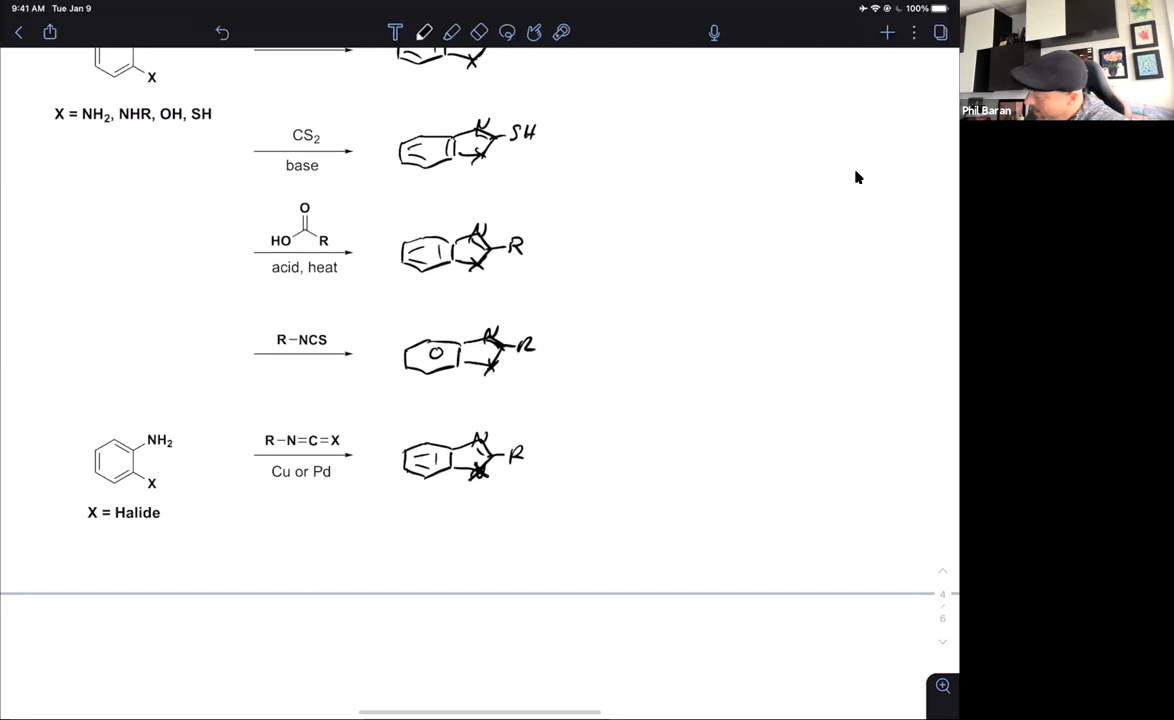 9:41 AM Tue Jan 9
100%
Phil Baran
X
X
X = NH₂, NHR, OH, SH
CS₂
base
N
X
SH
O
HO R
acid, heat
N
X
R
R–NCS
N
X
R
NH₂
X
X = Halide
R–N=C=X
Cu or Pd
N
R
4
/
6